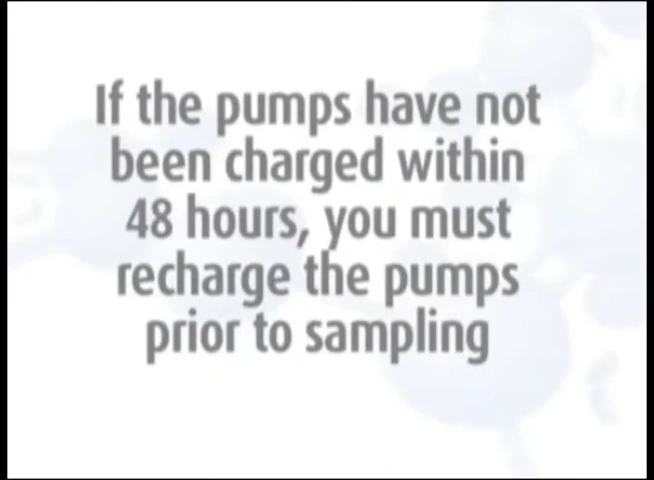 If the pumps have not
been charged within
48 hours, you must
recharge the pumps
prior to sampling